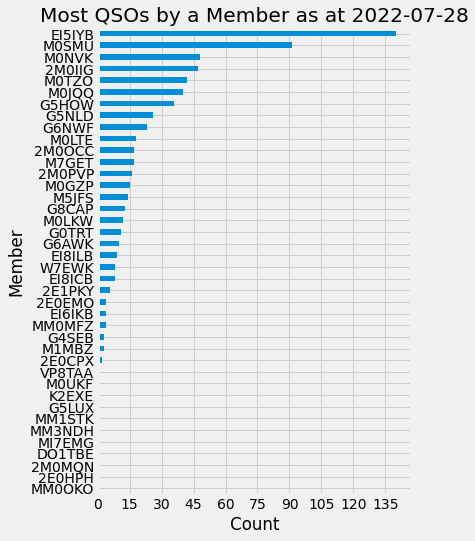 Most QSOs by a Member as at 2022-07-28
EI5IYB
M0SMU
M0NVK
2M0IIG
M0TZO
M0JQQ
G5HOW
G5NLD
G6NWF
M0LTE
2M0OCC
M7GET
2M0PVP
M0GZP
M5JFS
G8CAP
M0LKW
G0TRT
G6AWK
EI8ILB
W7EWK
EI8ICB
2E1PKY
2E0EMO
EI6IKB
MM0MFZ
G4SEB
M1MBZ
2E0CPX
VP8TAA
M0UKF
K2EXE
G5LUX
MM1STK
MM3NDH
MI7EMG
DO1TBE
2M0MQN
2E0HPH
MM0OKO
Member
0 15 30 45 60 75 90 105 120 135
Count